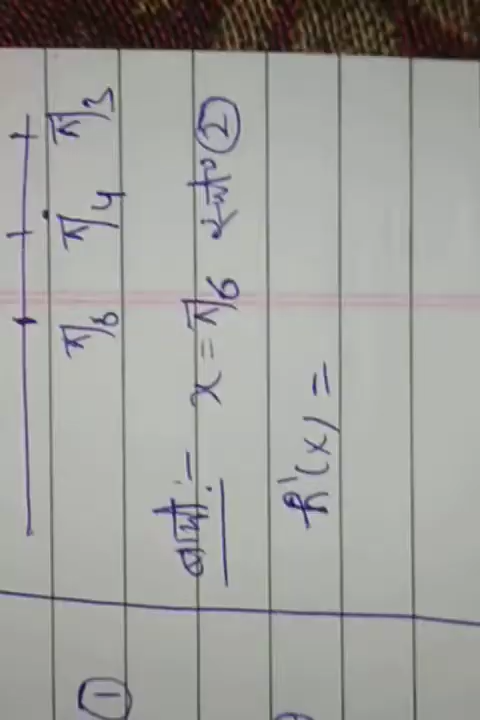 π/6 π/4 π/3
बायाँ :- x = π/6
②
h'(x) =
①